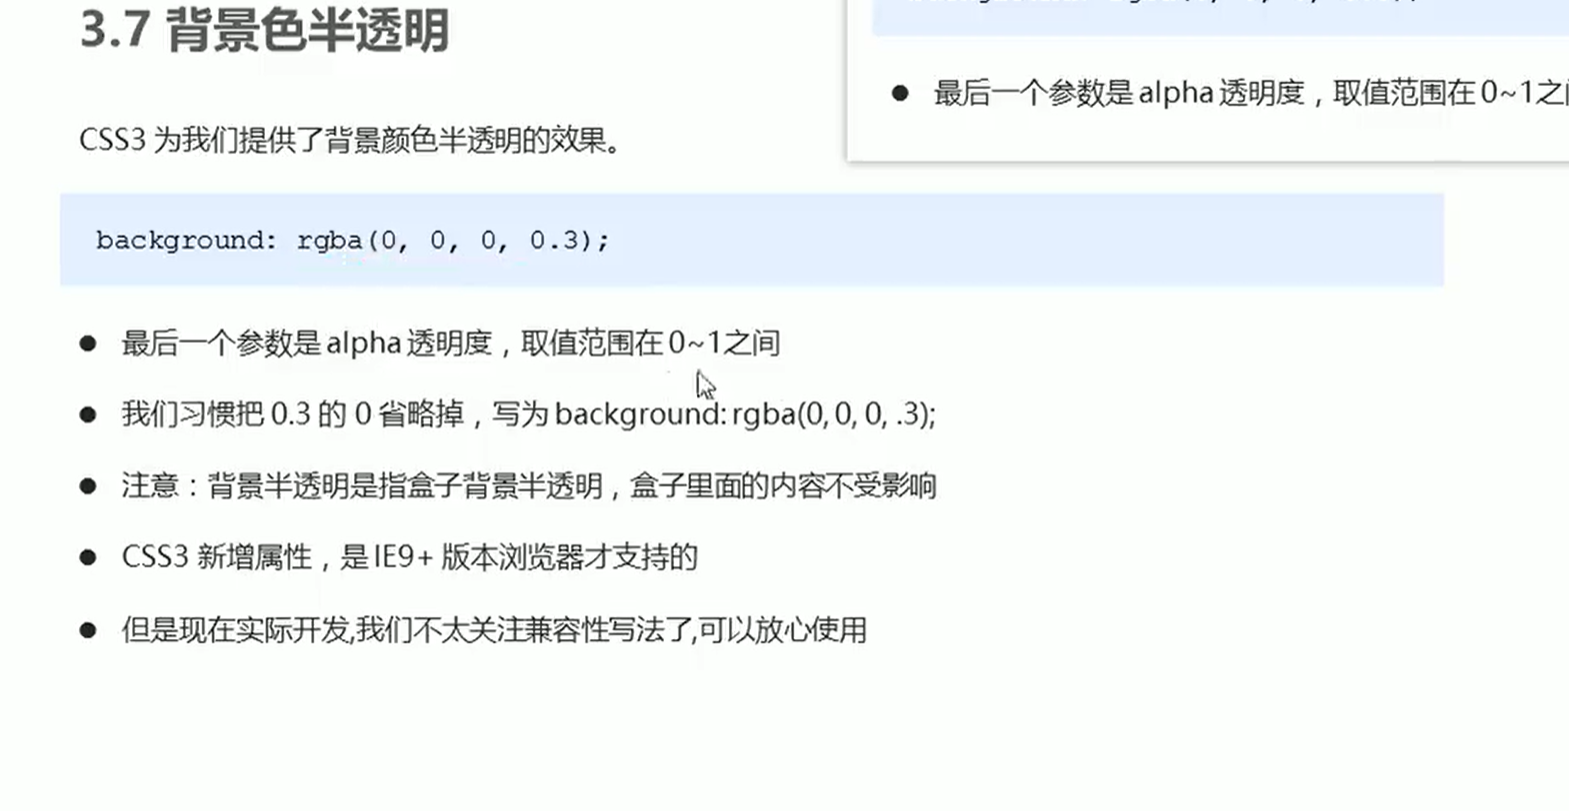 3.7 背景色半透明
CSS3 为我们提供了背景颜色半透明的效果。
background: rgba(0, 0, 0, 0.3);
● 最后一个参数是 alpha 透明度，取值范围在 0~1之间
● 我们习惯把 0.3 的 0 省略掉，写为 background: rgba(0, 0, 0, .3);
● 注意：背景半透明是指盒子背景半透明，盒子里面的内容不受影响
● CSS3 新增属性，是 IE9+ 版本浏览器才支持的
● 但是现在实际开发,我们不太关注兼容性写法了,可以放心使用
● 最后一个参数是 alpha 透明度，取值范围在 0~1之